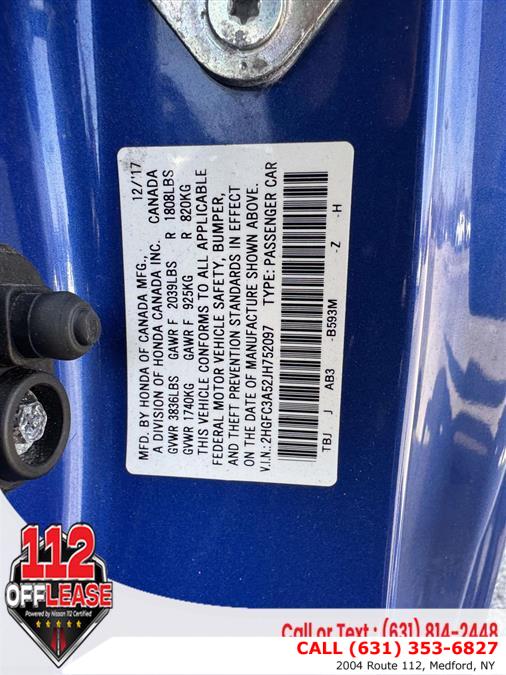 MFD. BY HONDA OF CANADA MFG., 12/'17
A DIVISION OF HONDA CANADA INC. CANADA
GVWR 3836LBS GAWR F 2039LBS R 1808LBS
GVWR 1740KG GAWR F 925KG R 820KG
THIS VEHICLE CONFORMS TO ALL APPLICABLE
FEDERAL MOTOR VEHICLE SAFETY, BUMPER,
AND THEFT PREVENTION STANDARDS IN EFFECT
ON THE DATE OF MANUFACTURE SHOWN ABOVE.
V.I.N.:2HGFC3A52JH752097 TYPE: PASSENGER CAR
TBJ J AB3 -B593M -Z -H
112
OFFLEASE
Powered by Nissan 112 Certified
Call or Text : (631) 814-2448
CALL (631) 353-6827
2004 Route 112, Medford, NY